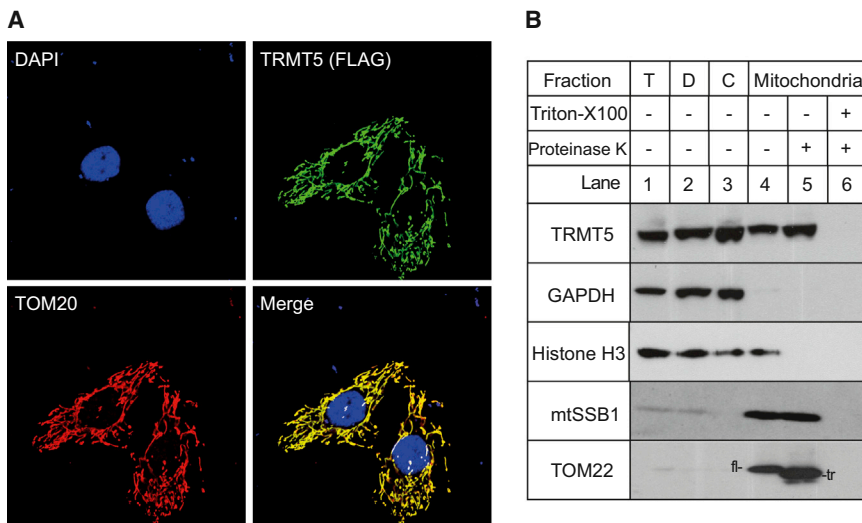 A
DAPI
TRMT5 (FLAG)
TOM20
Merge
B
Fraction T D C Mitochondria
Triton-X100 - - - - - +
Proteinase K - - - - + +
Lane 1 2 3 4 5 6
TRMT5
GAPDH
Histone H3
mtSSB1
TOM22 fl- -tr